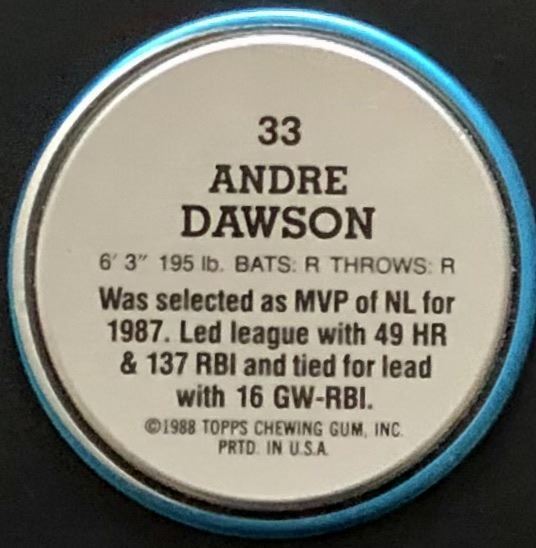 33
ANDRE
DAWSON
6' 3" 195 lb. BATS: R THROWS: R
Was selected as MVP of NL for
1987. Led league with 49 HR
& 137 RBI and tied for lead
with 16 GW-RBI.
©1988 TOPPS CHEWING GUM, INC.
PRTD. IN U.S.A.